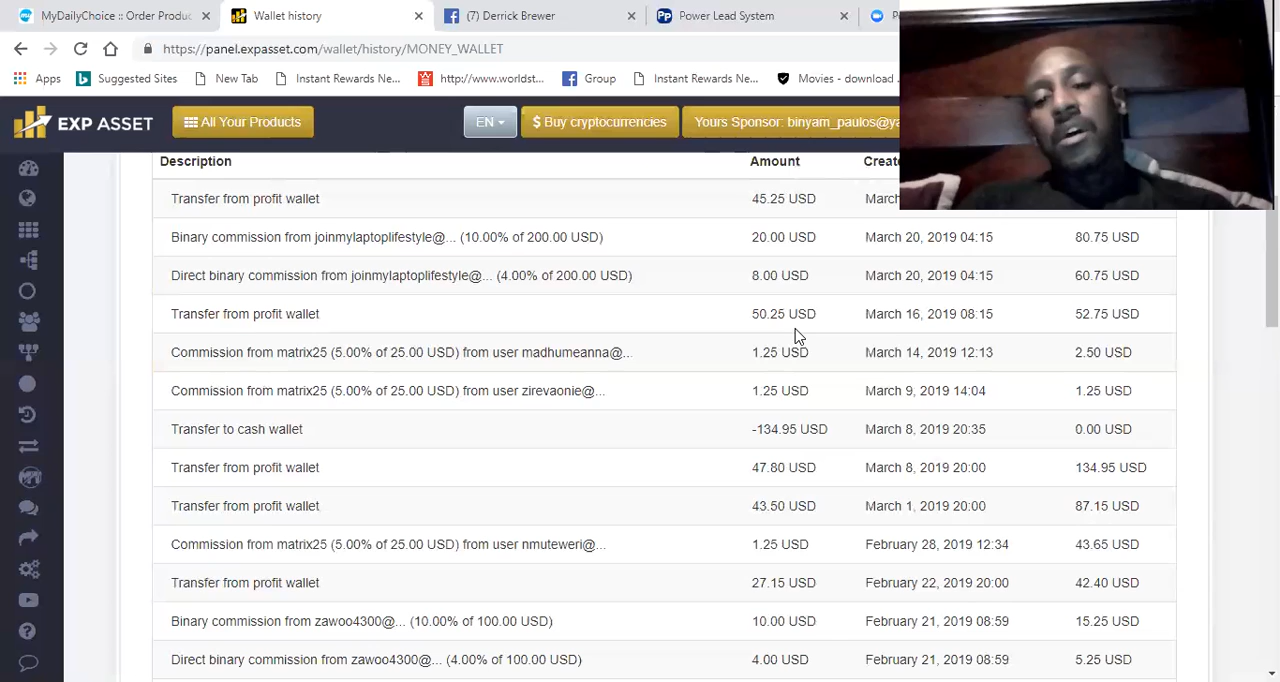 MyDailyChoice :: Order Produc
Wallet history
(7) Derrick Brewer
Power Lead System
https://panel.expasset.com/wallet/history/MONEY_WALLET
Apps
Suggested Sites
New Tab
Instant Rewards Ne...
http://www.worldst...
Group
Instant Rewards Ne...
Movies - download
EXP ASSET
All Your Products
EN
$ Buy cryptocurrencies
Yours Sponsor: binyam_paulos@ya
Description Amount Create
Transfer from profit wallet 45.25 USD March
Binary commission from joinmylaptoplifestyle@... (10.00% of 200.00 USD) 20.00 USD March 20, 2019 04:15 80.75 USD
Direct binary commission from joinmylaptoplifestyle@... (4.00% of 200.00 USD) 8.00 USD March 20, 2019 04:15 60.75 USD
Transfer from profit wallet 50.25 USD March 16, 2019 08:15 52.75 USD
Commission from matrix25 (5.00% of 25.00 USD) from user madhumeanna@... 1.25 USD March 14, 2019 12:13 2.50 USD
Commission from matrix25 (5.00% of 25.00 USD) from user zirevaonie@... 1.25 USD March 9, 2019 14:04 1.25 USD
Transfer to cash wallet -134.95 USD March 8, 2019 20:35 0.00 USD
Transfer from profit wallet 47.80 USD March 8, 2019 20:00 134.95 USD
Transfer from profit wallet 43.50 USD March 1, 2019 20:00 87.15 USD
Commission from matrix25 (5.00% of 25.00 USD) from user nmuteweri@... 1.25 USD February 28, 2019 12:34 43.65 USD
Transfer from profit wallet 27.15 USD February 22, 2019 20:00 42.40 USD
Binary commission from zawoo4300@... (10.00% of 100.00 USD) 10.00 USD February 21, 2019 08:59 15.25 USD
Direct binary commission from zawoo4300@... (4.00% of 100.00 USD) 4.00 USD February 21, 2019 08:59 5.25 USD